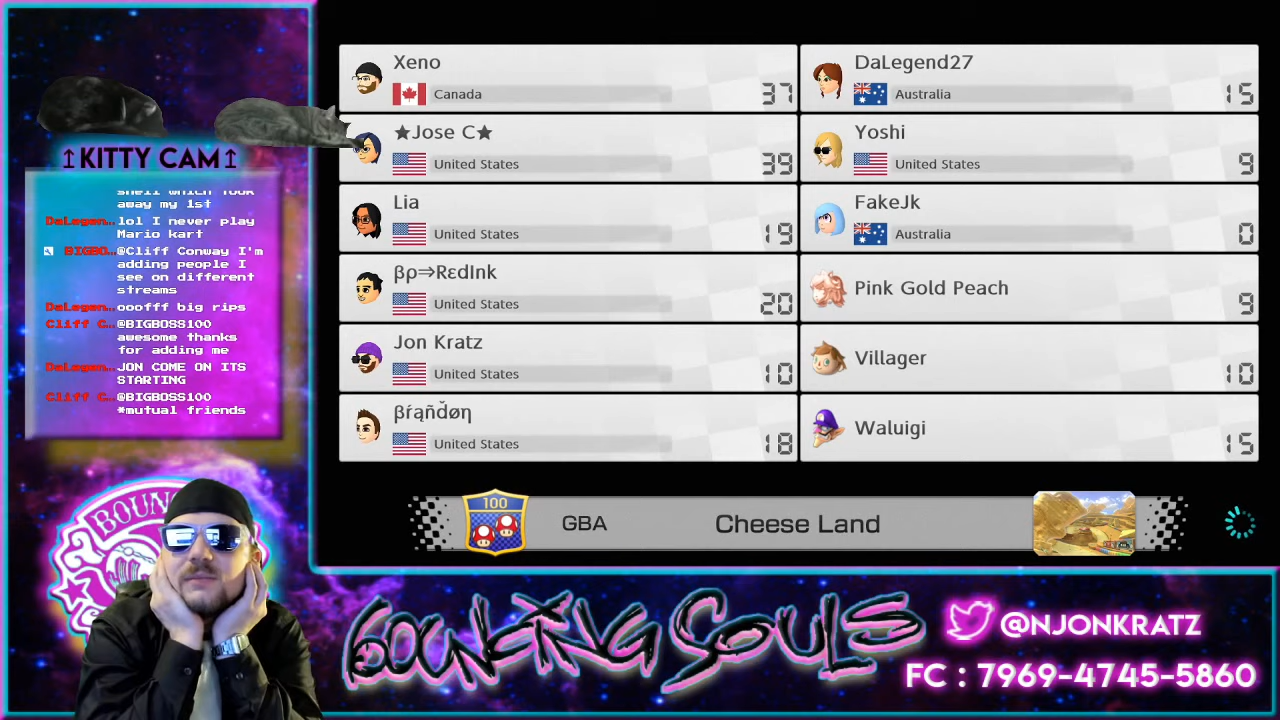 Xeno
Canada
37
★Jose C★
United States
39
Lia
United States
19
βρ⇒RεdInk
United States
20
Jon Kratz
United States
10
βŕąñďøη
United States
18
DaLegend27
Australia
15
Yoshi
United States
9
FakeJk
Australia
0
Pink Gold Peach
9
Villager
10
Waluigi
15
100
GBA Cheese Land
↥KITTY CAM↥
shell which took
away my 1st
DaLegen… lol I never play
Mario kart
BIGBO… @Cliff Conway I'm
adding people I
see on different
streams
DaLegen… ooofff big rips
Cliff C… @BIGBOSS100
awesome thanks
for adding me
DaLegen… JON COME ON ITS
STARTING
Cliff C… @BIGBOSS100
*mutual friends
BOUNCING SOULS
@NJONKRATZ
FC : 7969-4745-5860